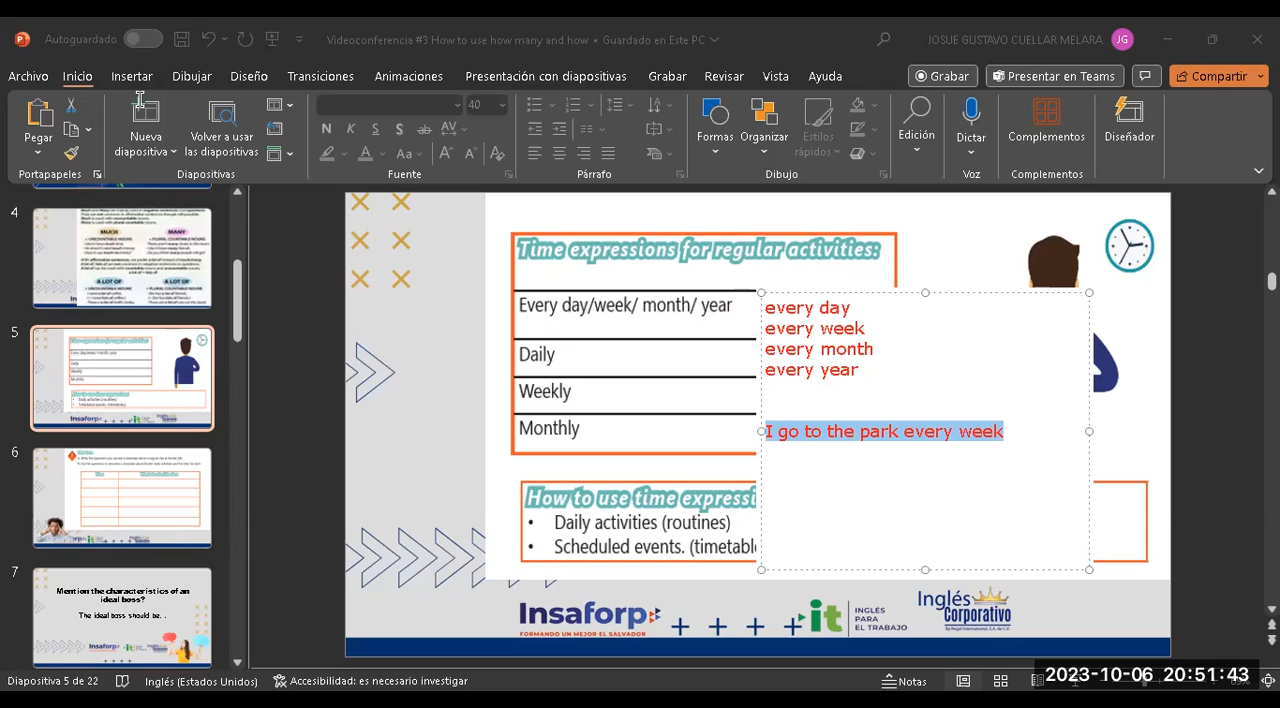 Autoguardado
Videoconferencia #3 How to use how many and how • Guardado en Este PC
JOSUE GUSTAVO CUELLAR MELARA
JG
Archivo Inicio Insertar Dibujar Diseño Transiciones Animaciones Presentación con diapositivas Grabar Revisar Vista Ayuda
Grabar
Presentar en Teams
Compartir
Pegar
Nueva diapositiva
Volver a usar las diapositivas
40
Formas
Organizar
Estilos rápidos
Edición
Dictar
Complementos
Diseñador
Portapapeles
Diapositivas
Fuente
Párrafo
Dibujo
Voz
Complementos
4
MUCH
MANY
A LOT OF
A LOT OF
5
6
7
Mention the characteristics of an
ideal boss?
The ideal boss should be. .
Time expressions for regular activities:
Every day/week/ month/ year
Daily
Weekly
Monthly
every day
every week
every month
every year
I go to the park every week
How to use time expressi
• Daily activities (routines)
• Scheduled events. (timetabl
Insaforp
FORMANDO UN MEJOR EL SALVADOR
it
INGLÉS
PARA
EL TRABAJO
Inglés
Corporativo
Diapositiva 5 de 22
Inglés (Estados Unidos)
Accesibilidad: es necesario investigar
Notas
2023-10-06 20:51:43